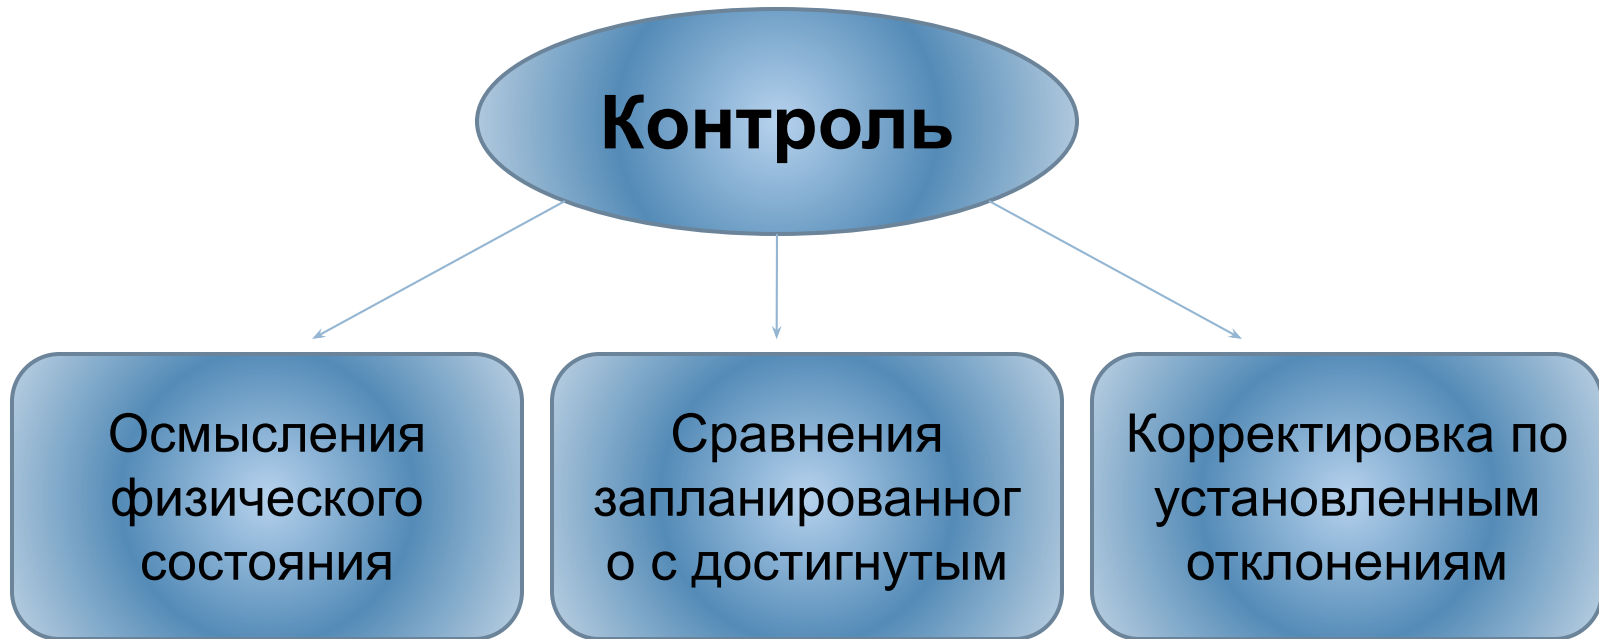 Контроль
Осмысления
физического
состояния
Сравнения
запланированног
о с достигнутым
Корректировка по
установленным
отклонениям